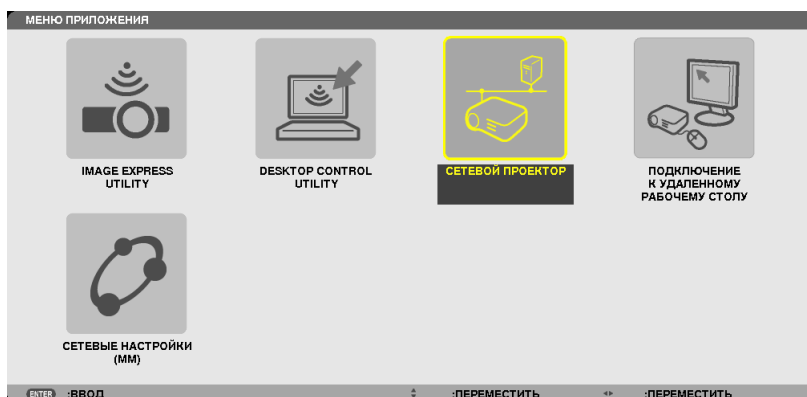 МЕНЮ ПРИЛОЖЕНИЯ
IMAGE EXPRESS
UTILITY
DESKTOP CONTROL
UTILITY
СЕТЕВОЙ ПРОЕКТОР
ПОДКЛЮЧЕНИЕ
К УДАЛЕННОМУ
РАБОЧЕМУ СТОЛУ
СЕТЕВЫЕ НАСТРОЙКИ
(MM)
ENTER :ВВОД :ПЕРЕМЕСТИТЬ :ПЕРЕМЕСТИТЬ